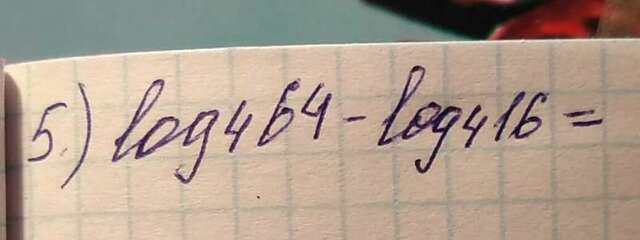 5.) log₄64 - log₄16 =